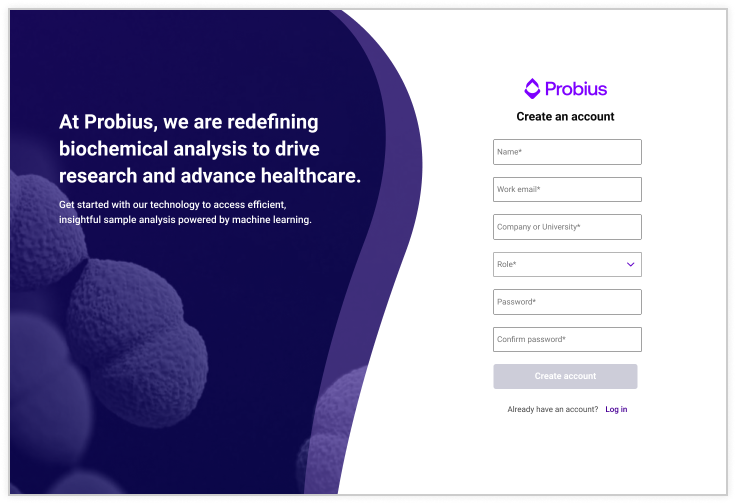 At Probius, we are redefining
biochemical analysis to drive
research and advance healthcare.
Get started with our technology to access efficient,
insightful sample analysis powered by machine learning.
Probius
Create an account
Name*
Work email*
Company or University*
Role*
Password*
Confirm password*
Create account
Already have an account? Log in